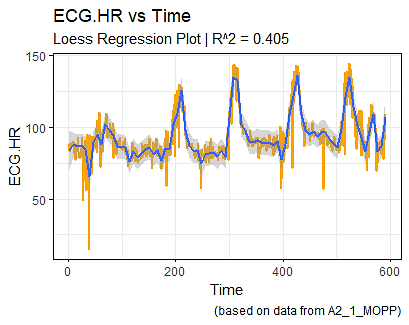 ECG.HR vs Time
Loess Regression Plot | R^2 = 0.405
150
100
50
ECG.HR
0 200 400 600
Time
(based on data from A2_1_MOPP)